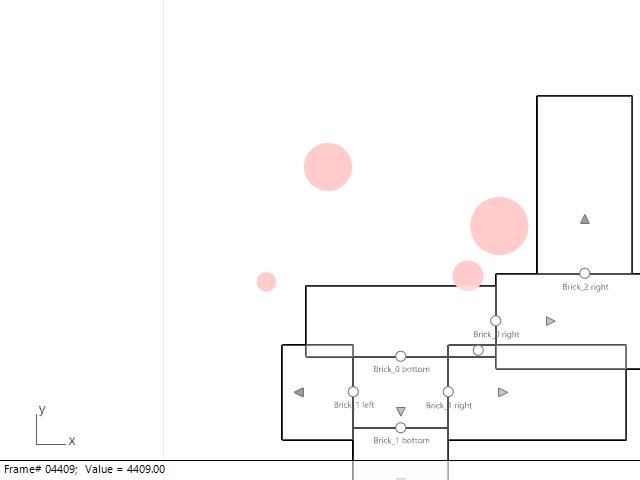 Brick_2 right
Brick_0 right
Brick_0 bottom
Brick_1 left
Brick_1 right
y
Brick_1 bottom
x
Frame# 04409; Value = 4409.00